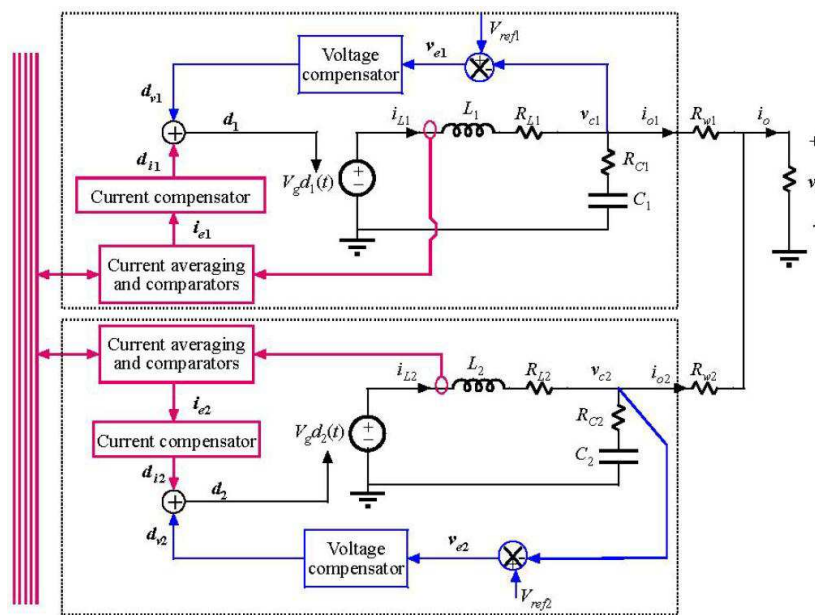 V_ref1
Voltage
compensator
v_e1
+
-
d_v1
d_1
i_L1
L_1
R_L1
v_c1
i_o1
R_w1
i_o
+
d_i1
V_g d_1(t)
+
-
R_C1
C_1
v
-
Current compensator
i_e1
Current averaging
and comparators
Current averaging
and comparators
i_L2
L_2
R_L2
v_c2
i_o2
R_w2
i_e2
Current compensator
V_g d_2(t)
+
-
R_C2
C_2
d_i2
d_2
d_v2
Voltage
compensator
v_e2
+
-
V_ref2